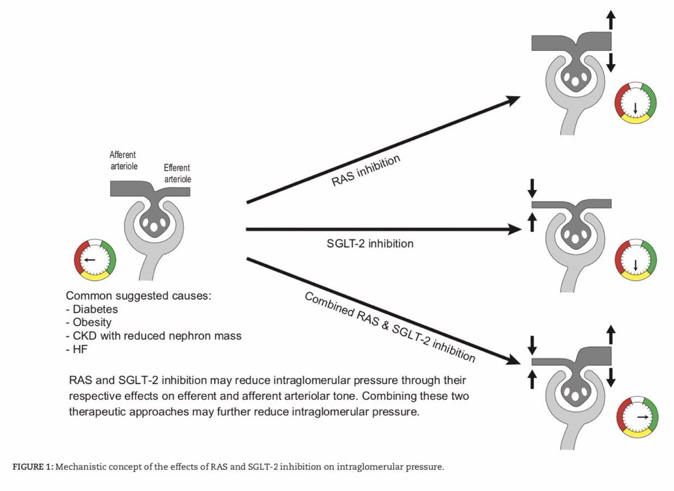 Afferent
arteriole
Efferent
arteriole
RAS inhibition
SGLT-2 inhibition
Combined RAS & SGLT-2 inhibition
Common suggested causes:
- Diabetes
- Obesity
- CKD with reduced nephron mass
- HF
RAS and SGLT-2 inhibition may reduce intraglomerular pressure through their
respective effects on efferent and afferent arteriolar tone. Combining these two
therapeutic approaches may further reduce intraglomerular pressure.
FIGURE 1: Mechanistic concept of the effects of RAS and SGLT-2 inhibition on intraglomerular pressure.